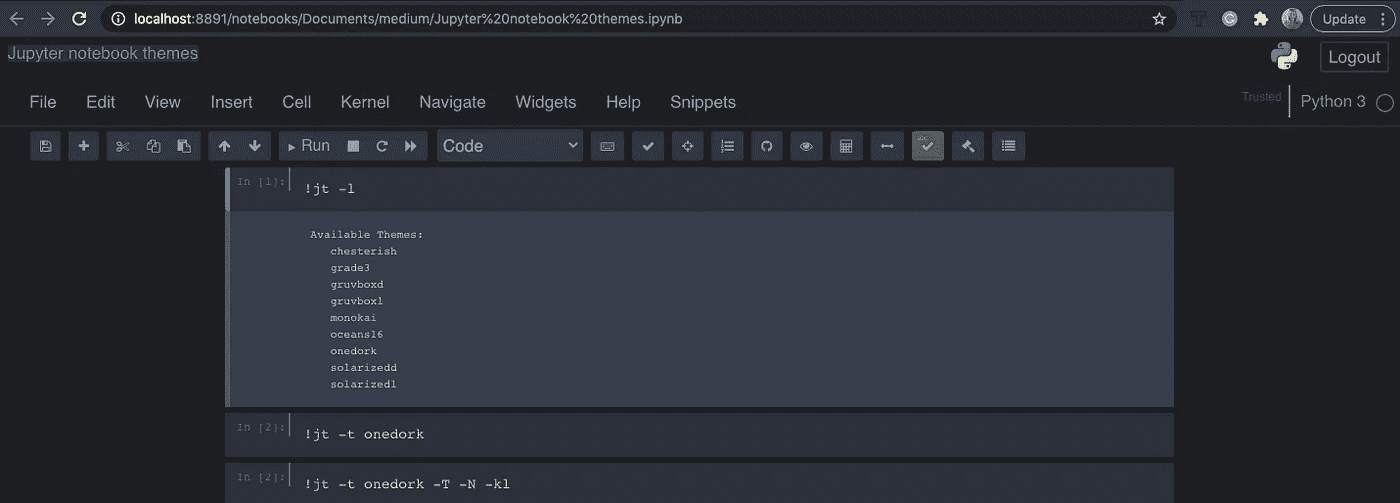 localhost:8891/notebooks/Documents/medium/Jupyter%20notebook%20themes.ipynb
Update
Jupyter notebook themes
Logout
File Edit View Insert Cell Kernel Navigate Widgets Help Snippets
Trusted Python 3
Run Code
abc
In [1]: !jt -l
Available Themes:
chesterish
grade3
gruvboxd
gruvboxl
monokai
oceans16
onedork
solarizedd
solarizedl
In [2]: !jt -t onedork
In [2]: !jt -t onedork -T -N -kl